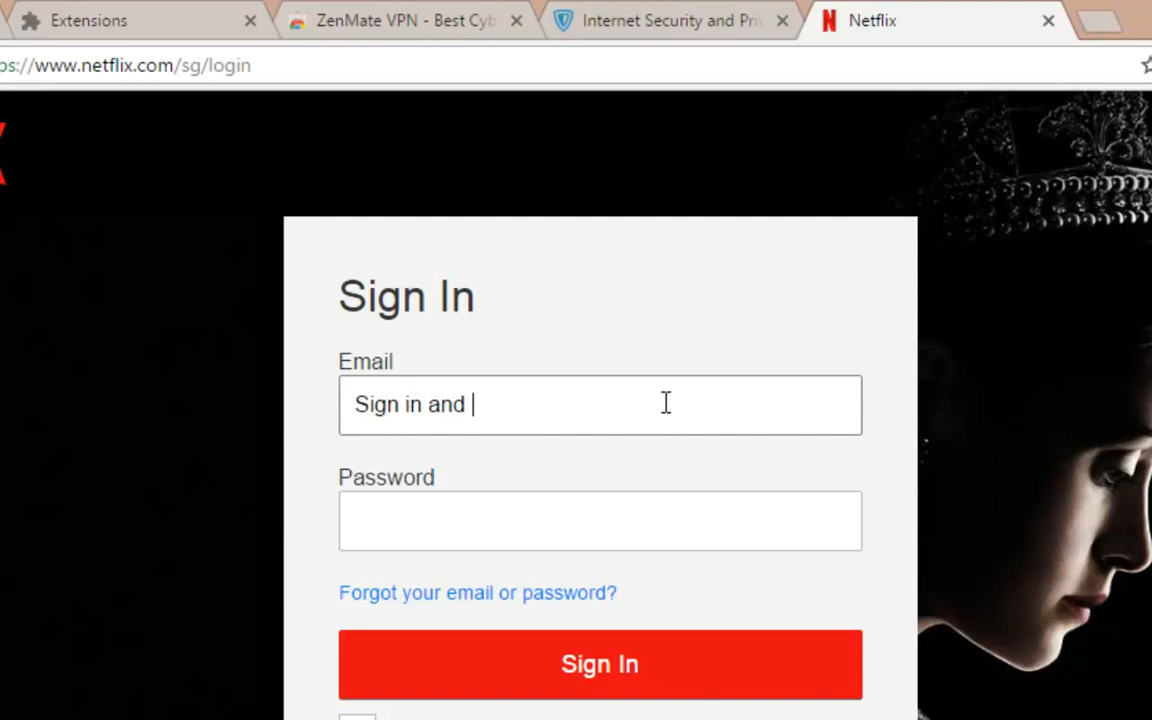 Extensions
ZenMate VPN - Best Cyb
Internet Security and Pri
Netflix
ps://www.netflix.com/sg/login
Sign In
Email
Sign in and
Password
Forgot your email or password?
Sign In